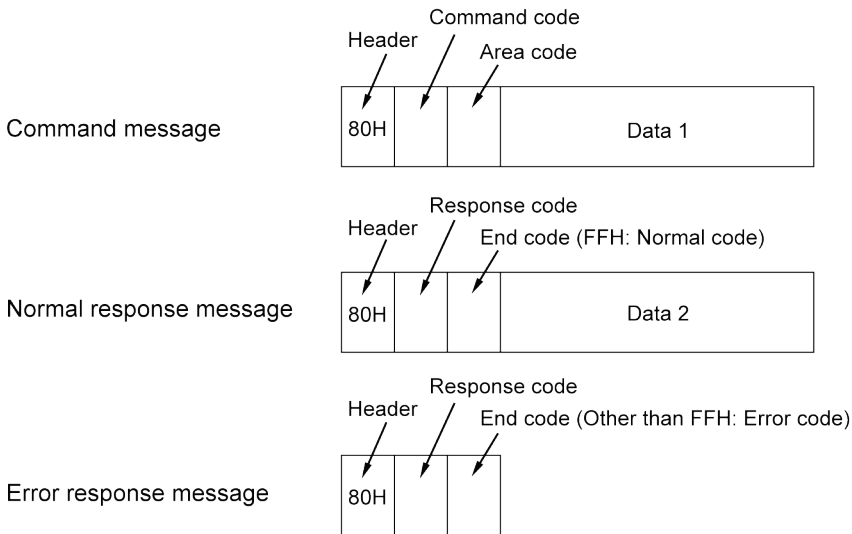 Command code
Header
Area code
Command message
80H
Data 1
Response code
Header
End code (FFH: Normal code)
Normal response message
80H
Data 2
Response code
Header
End code (Other than FFH: Error code)
Error response message
80H